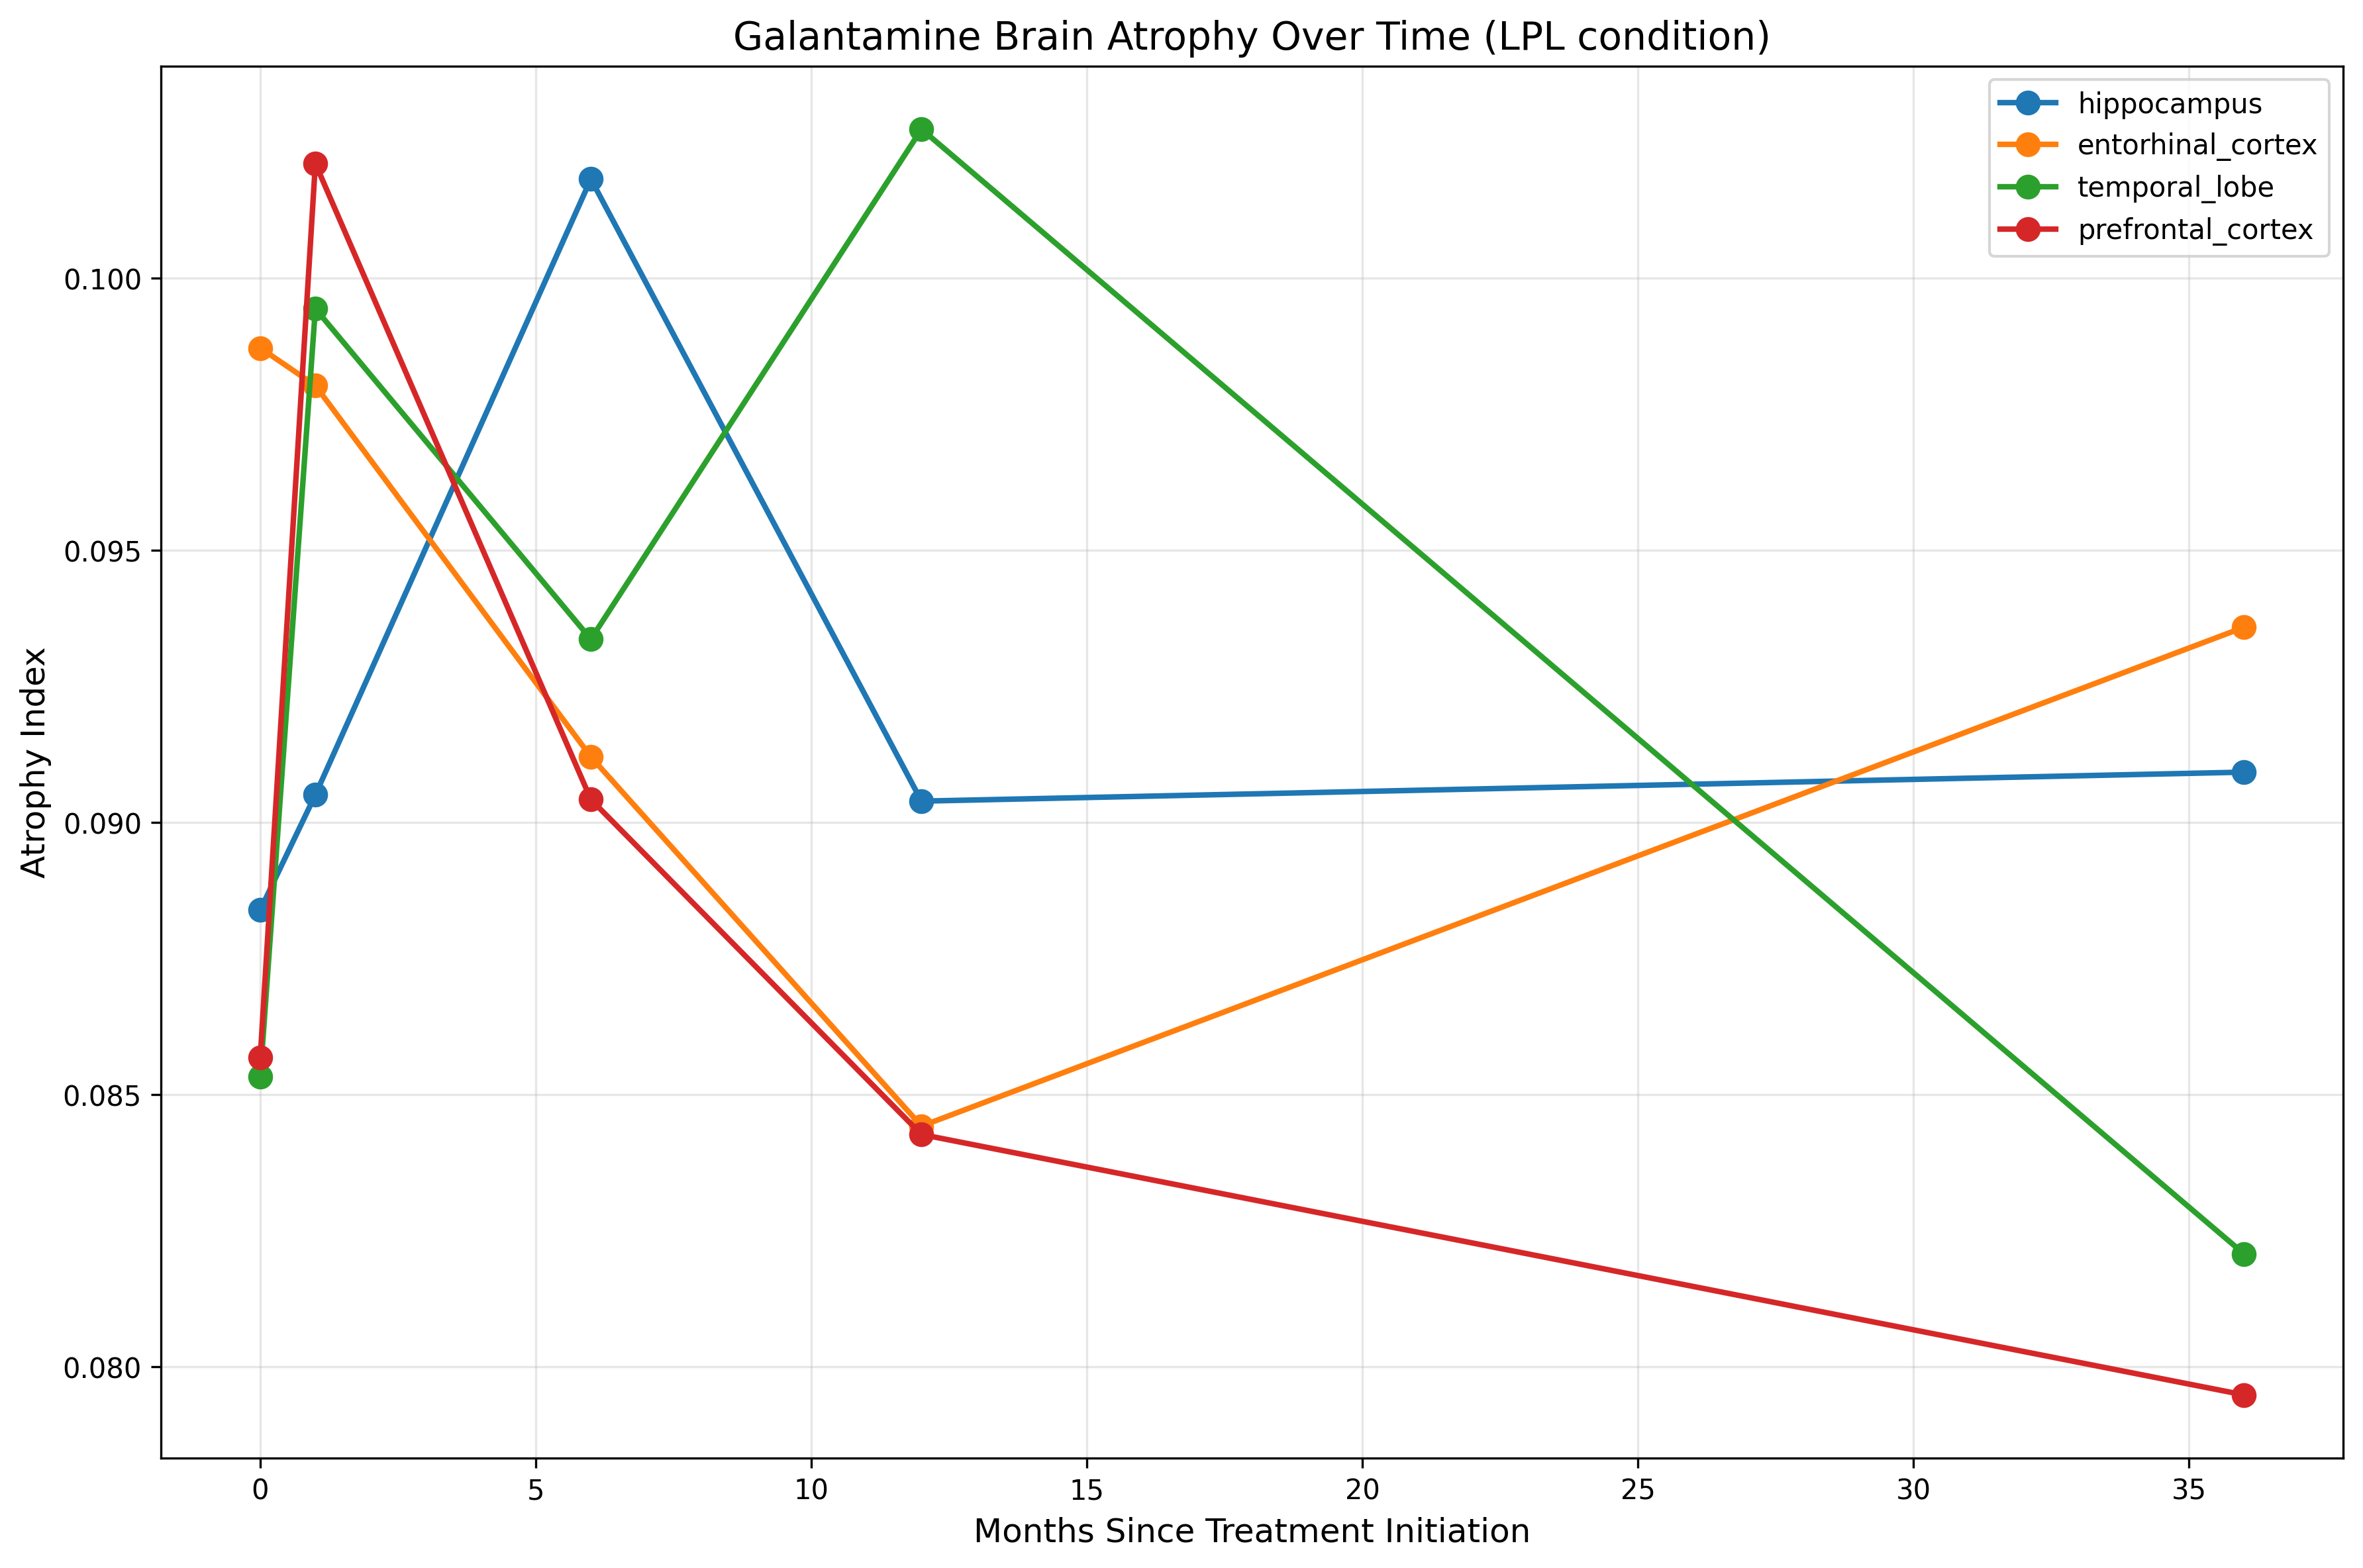 Galantamine Brain Atrophy Over Time (LPL condition)
hippocampus
entorhinal_cortex
temporal_lobe
prefrontal_cortex
Atrophy Index
0.100
0.095
0.090
0.085
0.080
0 5 10 15 20 25 30 35
Months Since Treatment Initiation